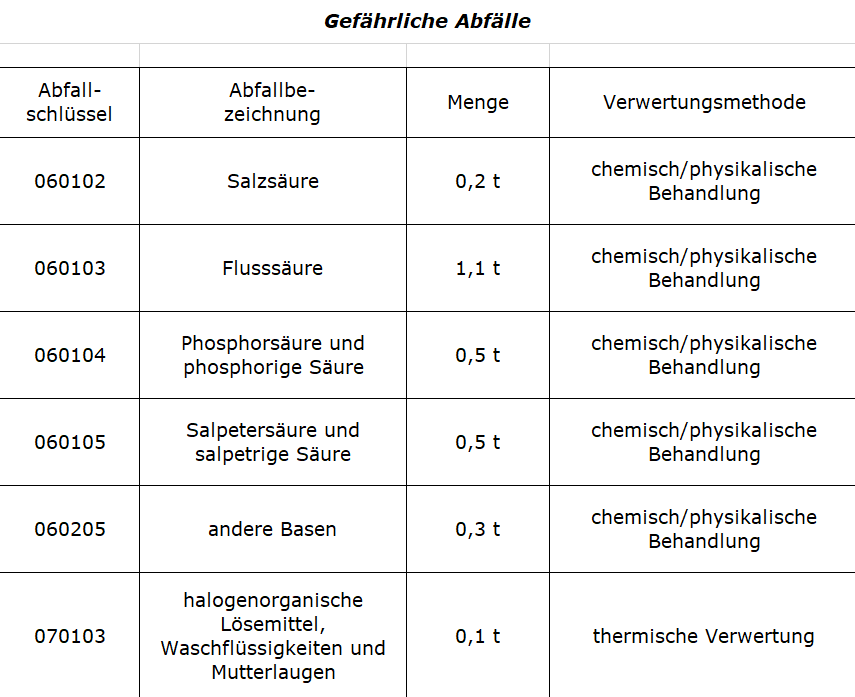 Gefährliche Abfälle
Abfall-
schlüssel
Abfallbe-
zeichnung
Menge
Verwertungsmethode
060102
Salzsäure
0,2 t
chemisch/physikalische
Behandlung
060103
Flusssäure
1,1 t
chemisch/physikalische
Behandlung
060104
Phosphorsäure und
phosphorige Säure
0,5 t
chemisch/physikalische
Behandlung
060105
Salpetersäure und
salpetrige Säure
0,5 t
chemisch/physikalische
Behandlung
060205
andere Basen
0,3 t
chemisch/physikalische
Behandlung
070103
halogenorganische
Lösemittel,
Waschflüssigkeiten und
Mutterlaugen
0,1 t
thermische Verwertung